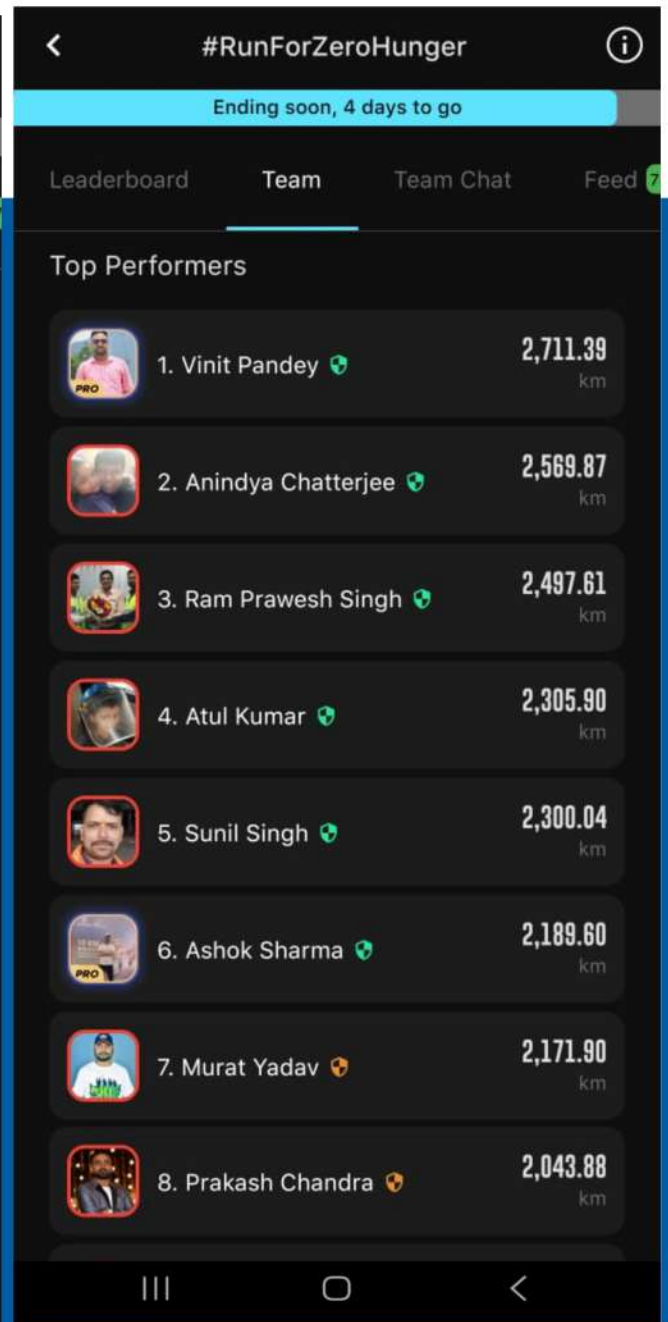 #RunForZeroHunger
Ending soon, 4 days to go
Leaderboard Team Team Chat Feed 7
Top Performers
PRO
1. Vinit Pandey 2,711.39 km
2. Anindya Chatterjee 2,569.87 km
3. Ram Prawesh Singh 2,497.61 km
4. Atul Kumar 2,305.90 km
5. Sunil Singh 2,300.04 km
PRO
6. Ashok Sharma 2,189.60 km
7. Murat Yadav 2,171.90 km
8. Prakash Chandra 2,043.88 km